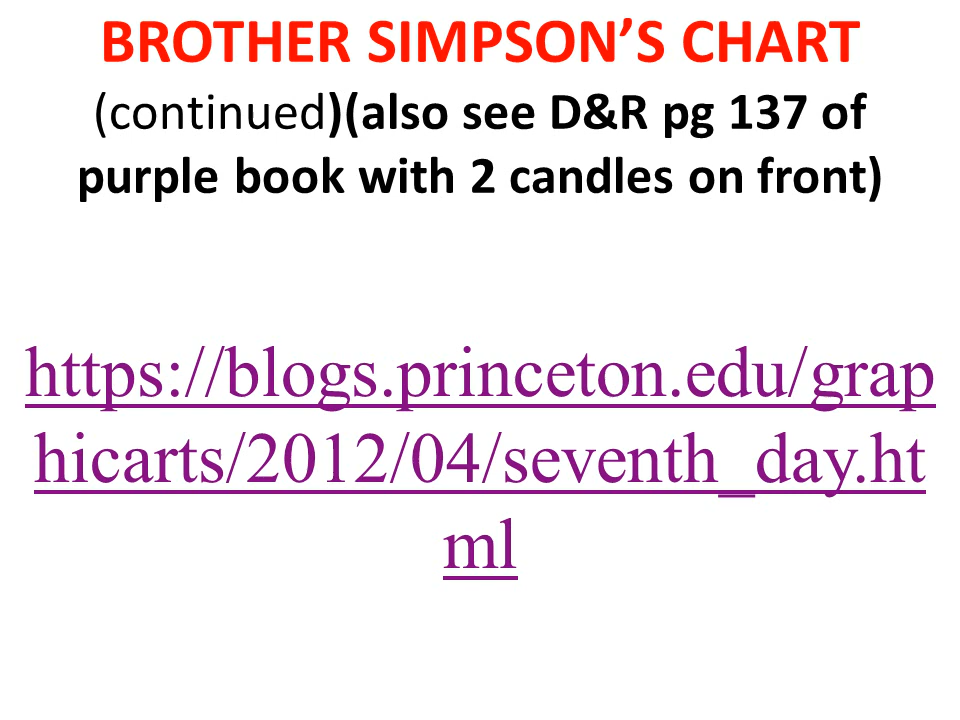 BROTHER SIMPSON’S CHART
(continued)(also see D&R pg 137 of
purple book with 2 candles on front)
https://blogs.princeton.edu/grap
hicarts/2012/04/seventh_day.ht
ml